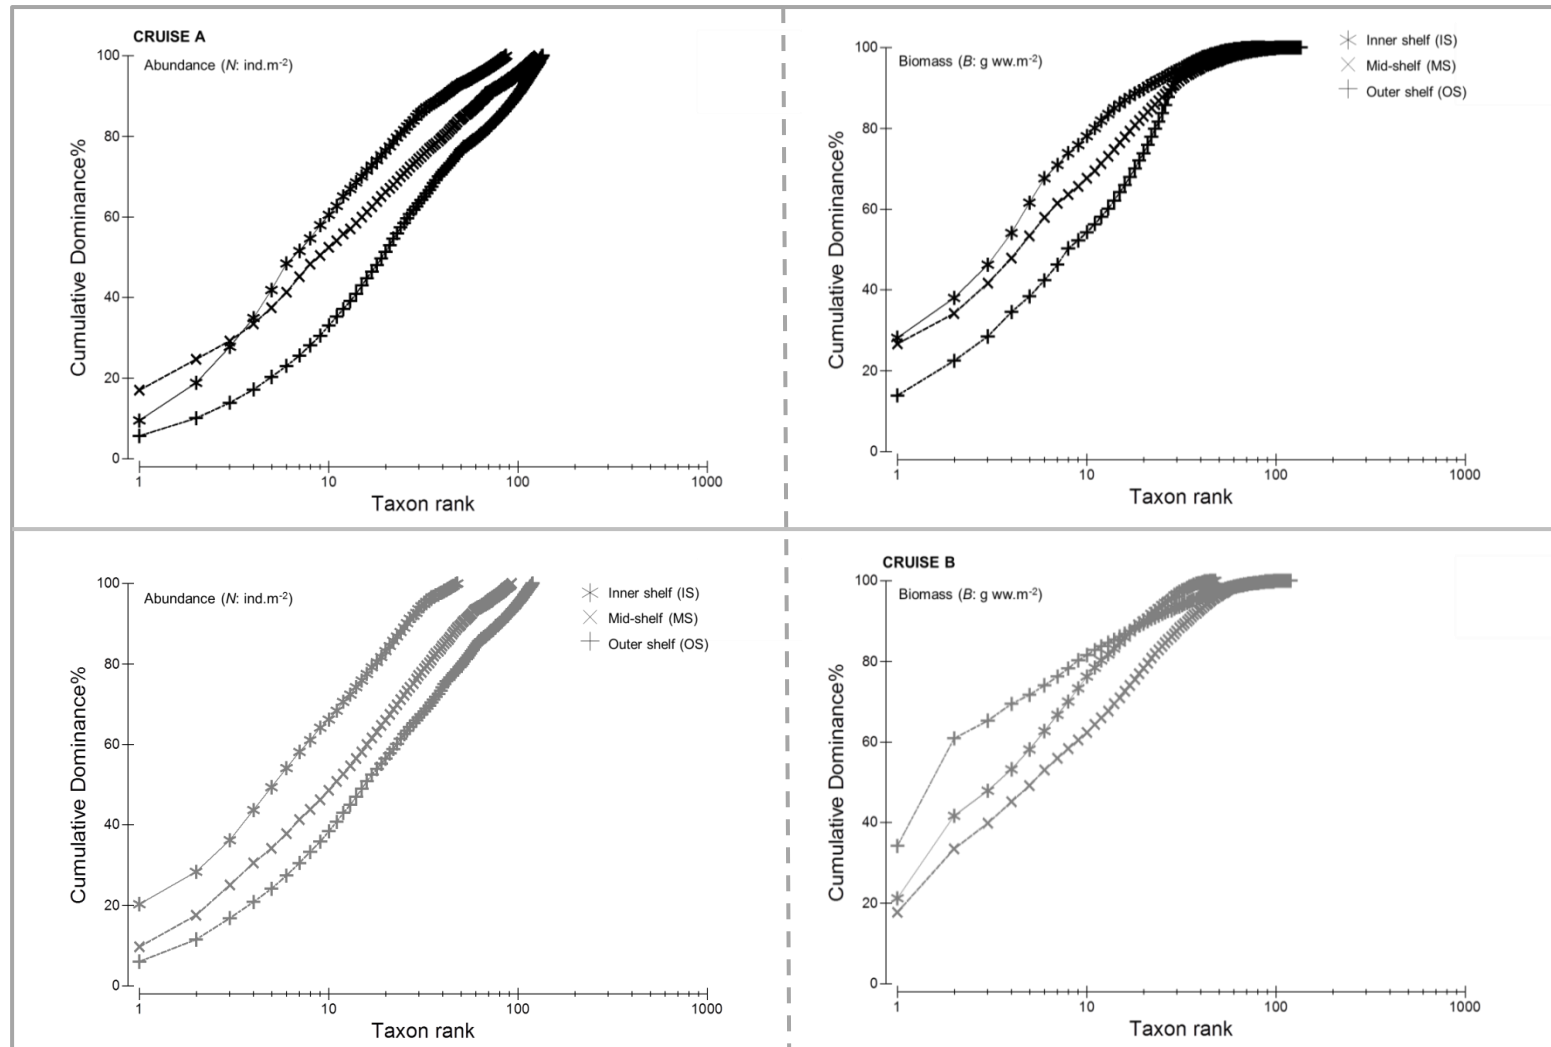 CRUISE A
Abundance (N: ind.m-2)
100
80
60
40
20
0
Cumulative Dominance%
1
10
100
1000
Taxon rank
Biomass (B: g ww.m-2)
Inner shelf (IS)
Mid-shelf (MS)
Outer shelf (OS)
100
80
60
40
20
0
Cumulative Dominance%
1
10
100
1000
Taxon rank
Abundance (N: ind.m-2)
Inner shelf (IS)
Mid-shelf (MS)
Outer shelf (OS)
100
80
60
40
20
0
Cumulative Dominance%
1
10
100
1000
Taxon rank
CRUISE B
Biomass (B: g ww.m-2)
100
80
60
40
20
0
Cumulative Dominance%
1
10
100
1000
Taxon rank